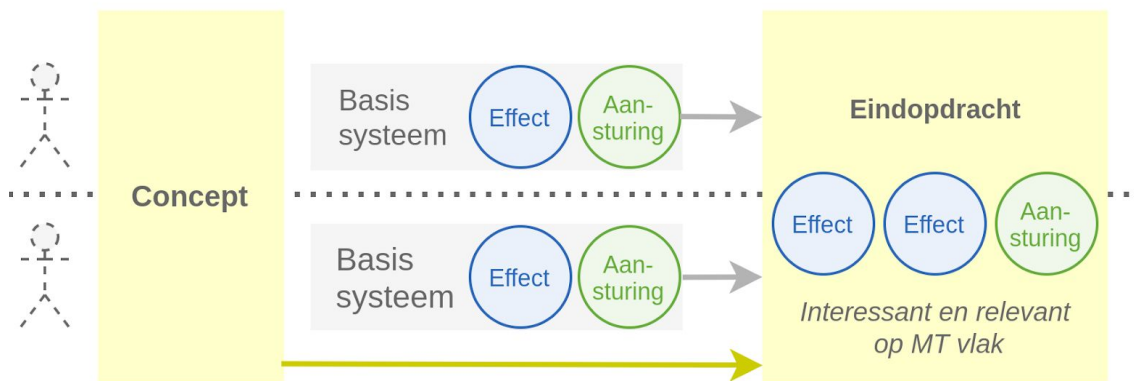 Concept
Basis
systeem
Effect
Aan-
sturing
Basis
systeem
Effect
Aan-
sturing
Eindopdracht
Effect
Effect
Aan-
sturing
Interessant en relevant
op MT vlak